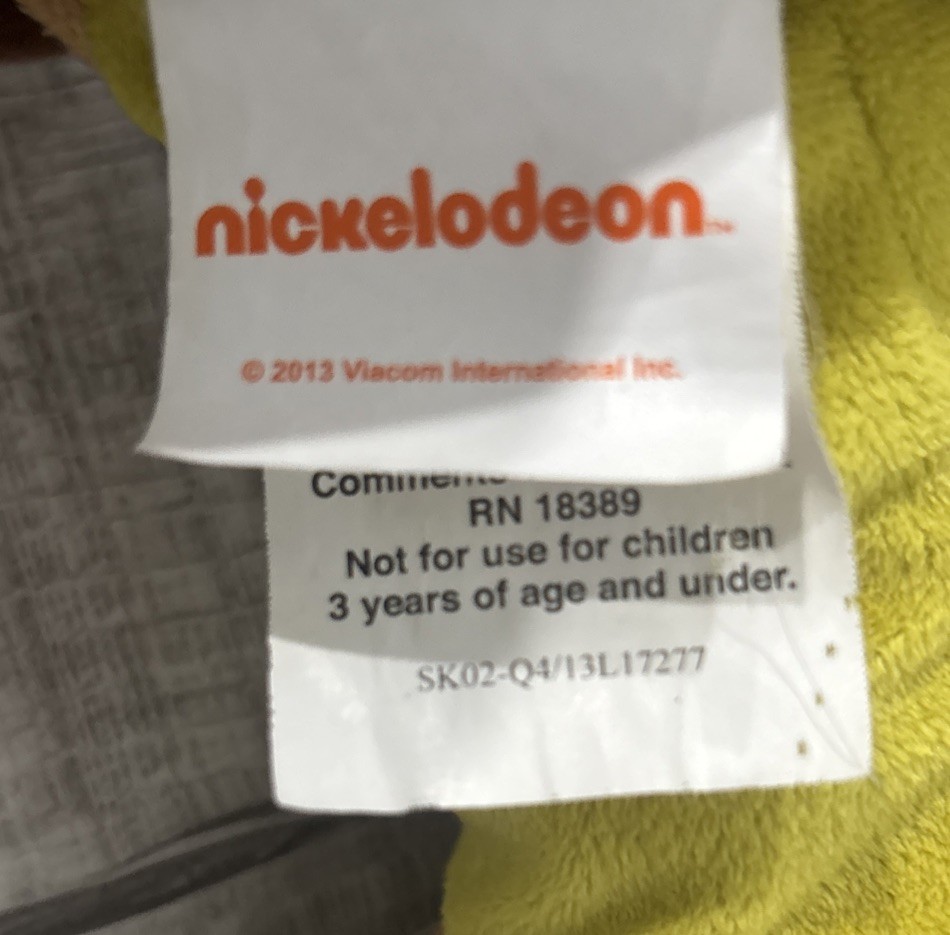 nickelodeon™
© 2013 Viacom International Inc.
RN 18389
Not for use for children
3 years of age and under.
SK02-Q4/13L17277